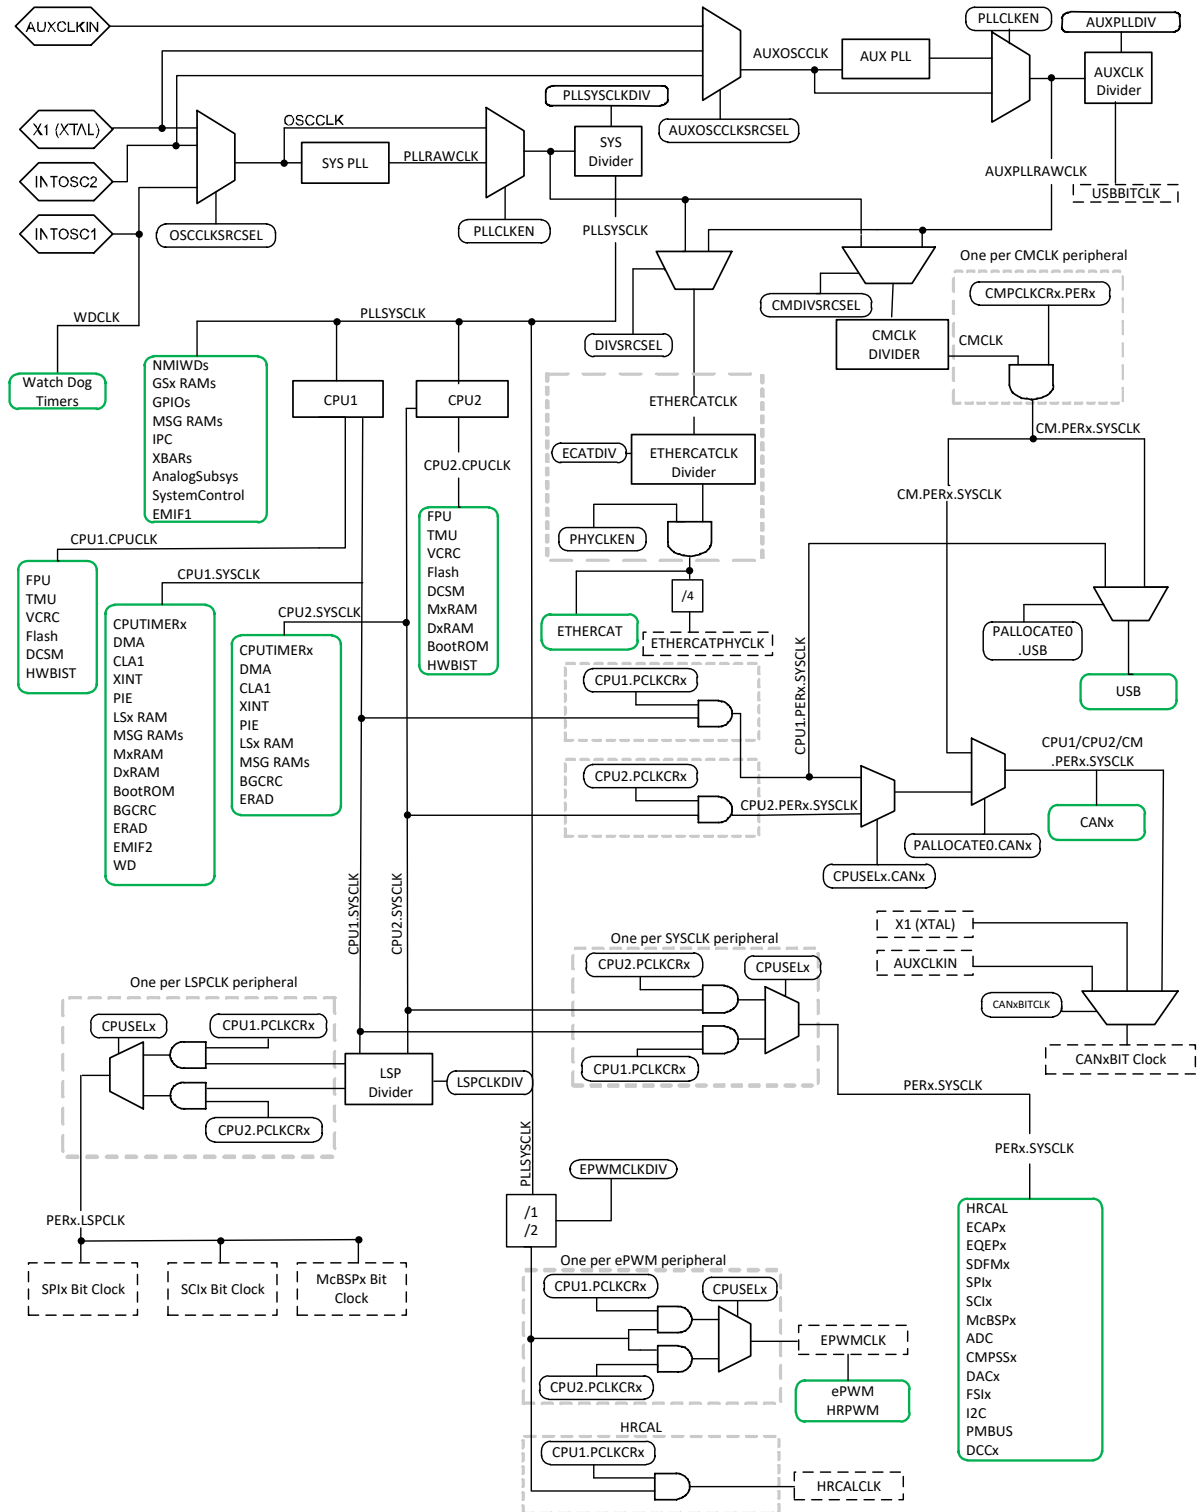 AUXCLKIN
PLLCLKEN
AUXPLLDIV
AUXOSCCLK
AUX PLL
AUXCLK
Divider
PLLSYSCLKDIV
X1 (XTAL)
OSCCLK
SYS PLL
PLLRAWCLK
SYS
Divider
AUXOSCCLKSRCSEL
INTOSC2
AUXPLLRAWCLK
USBBITCLK
INTOSC1
OSCCLKSRCSEL
PLLCLKEN
PLLSYSCLK
One per CMCLK peripheral
CMPCLKCRx.PERx
CMDIVSRCSEL
WDCLK
PLLSYSCLK
DIVSRCSEL
CMCLK
DIVIDER
CMCLK
Watch Dog
Timers
NMIWDs
GSx RAMs
GPIOs
MSG RAMs
IPC
XBARs
AnalogSubsys
SystemControl
EMIF1
CPU1
CPU2
ETHERCATCLK
CM.PERx.SYSCLK
ECATDIV
ETHERCATCLK
Divider
CPU2.CPUCLK
CM.PERx.SYSCLK
FPU
TMU
VCRC
Flash
DCSM
MxRAM
DxRAM
BootROM
HWBIST
PHYCLKEN
CPU1.CPUCLK
FPU
TMU
VCRC
Flash
DCSM
HWBIST
CPU1.SYSCLK
CPUTIMERx
DMA
CLA1
XINT
PIE
LSx RAM
MSG RAMs
MxRAM
DxRAM
BootROM
BGCRC
ERAD
EMIF2
WD
CPU2.SYSCLK
CPUTIMERx
DMA
CLA1
XINT
PIE
LSx RAM
MSG RAMs
BGCRC
ERAD
/4
ETHERCAT
ETHERCATPHYCLK
PALLOCATE0
.USB
USB
CPU1.PCLKCRx
CPU1.PERx.SYSCLK
CPU2.PCLKCRx
CPU2.PERx.SYSCLK
CPU1/CPU2/CM
.PERx.SYSCLK
CANx
PALLOCATE0.CANx
CPUSELx.CANx
CPU1.SYSCLK
CPU2.SYSCLK
X1 (XTAL)
AUXCLKIN
CANxBITCLK
CANxBIT Clock
One per SYSCLK peripheral
CPU2.PCLKCRx
CPUSELx
CPU1.PCLKCRx
One per LSPCLK peripheral
CPUSELx
CPU1.PCLKCRx
CPU2.PCLKCRx
LSP
Divider
LSPCLKDIV
PERx.SYSCLK
PLLSYSCLK
PERx.SYSCLK
EPWMCLKDIV
/1
/2
PERx.LSPCLK
SPIx Bit Clock
SCIx Bit Clock
McBSPx Bit
Clock
HRCAL
ECAPx
EQEPx
SDFMx
SPIx
SCIx
McBSPx
ADC
CMPSSx
DACx
FSIx
I2C
PMBUS
DCCx
One per ePWM peripheral
CPU1.PCLKCRx
CPUSELx
EPWMCLK
CPU2.PCLKCRx
ePWM
HRPWM
HRCAL
CPU1.PCLKCRx
HRCALCLK